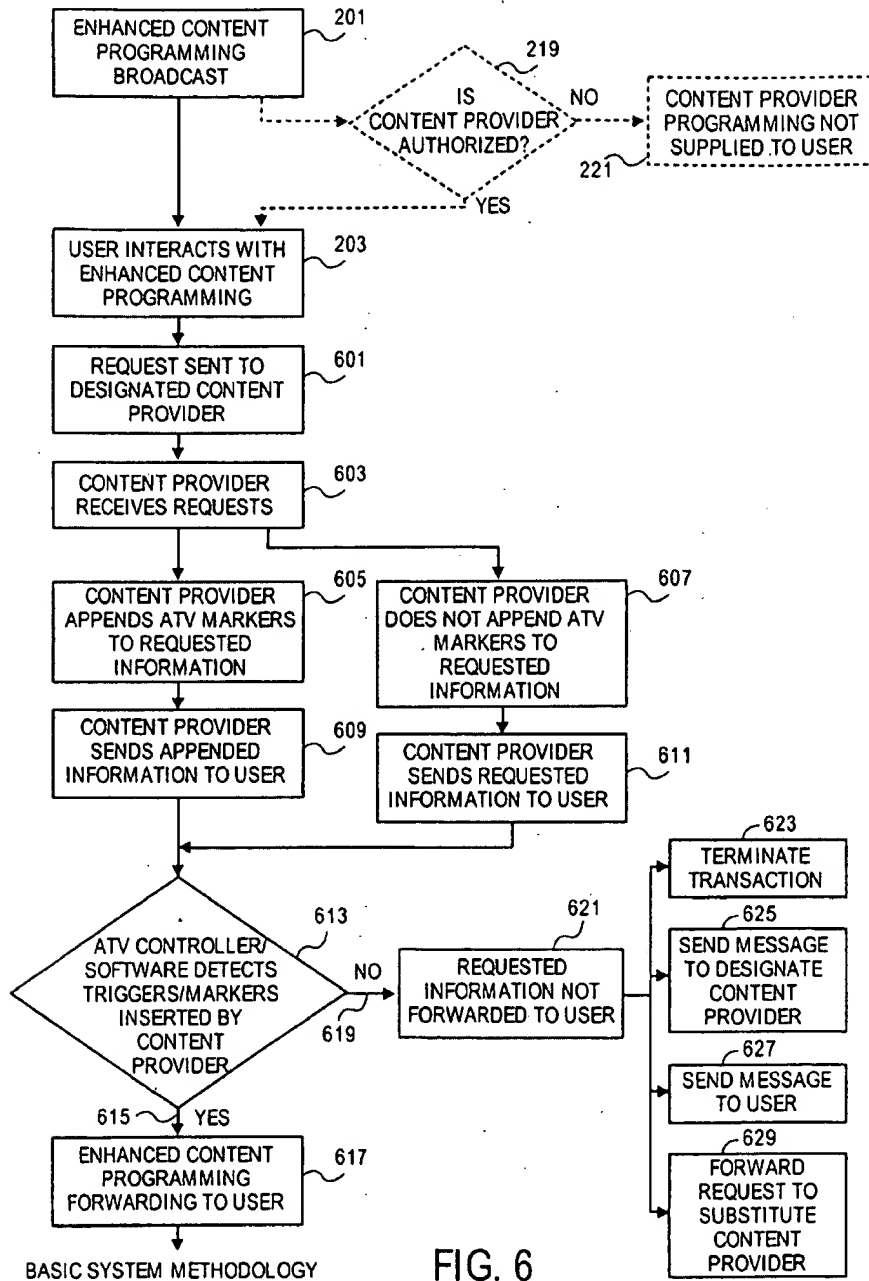 ENHANCED CONTENT
PROGRAMMING
BROADCAST
201
219
IS
CONTENT PROVIDER
AUTHORIZED?
NO
CONTENT PROVIDER
PROGRAMMING NOT
SUPPLIED TO USER
221
YES
USER INTERACTS WITH
ENHANCED CONTENT
PROGRAMMING
203
REQUEST SENT TO
DESIGNATED CONTENT
PROVIDER
601
CONTENT PROVIDER
RECEIVES REQUESTS
603
CONTENT PROVIDER
APPENDS ATV MARKERS
TO REQUESTED
INFORMATION
605
CONTENT PROVIDER
DOES NOT APPEND ATV
MARKERS TO
REQUESTED
INFORMATION
607
CONTENT PROVIDER
SENDS APPENDED
INFORMATION TO USER
609
CONTENT PROVIDER
SENDS REQUESTED
INFORMATION TO USER
611
ATV CONTROLLER/
SOFTWARE DETECTS
TRIGGERS/MARKERS
INSERTED BY
CONTENT
PROVIDER
613
NO
619
REQUESTED
INFORMATION NOT
FORWARDED TO USER
621
623
TERMINATE
TRANSACTION
625
SEND MESSAGE
TO DESIGNATE
CONTENT
PROVIDER
627
SEND MESSAGE
TO USER
629
FORWARD
REQUEST TO
SUBSTITUTE
CONTENT
PROVIDER
615
YES
ENHANCED CONTENT
PROGRAMMING
FORWARDING TO USER
617
BASIC SYSTEM METHODOLOGY
FIG. 6